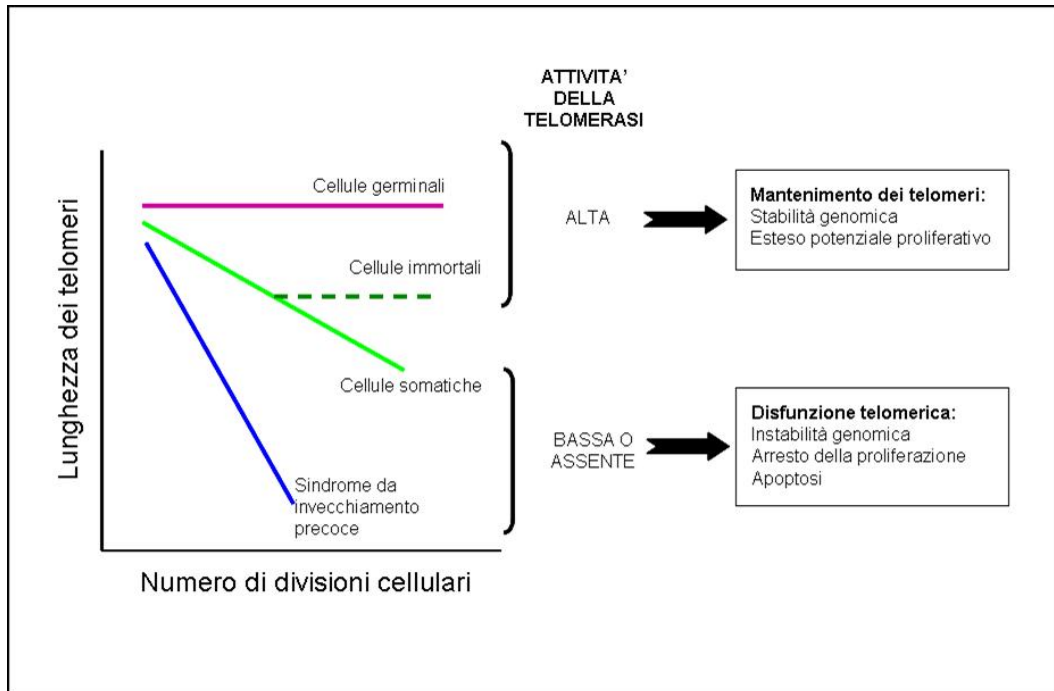 ATTIVITA'
DELLA
TELOMERASI
Lunghezza dei telomeri
Cellule germinali
Cellule immortali
Cellule somatiche
Sindrome da
invecchiamento
precoce
Numero di divisioni cellulari
ALTA
Mantenimento dei telomeri:
Stabilità genomica
Esteso potenziale proliferativo
BASSA O
ASSENTE
Disfunzione telomerica:
Instabilità genomica
Arresto della proliferazione
Apoptosi